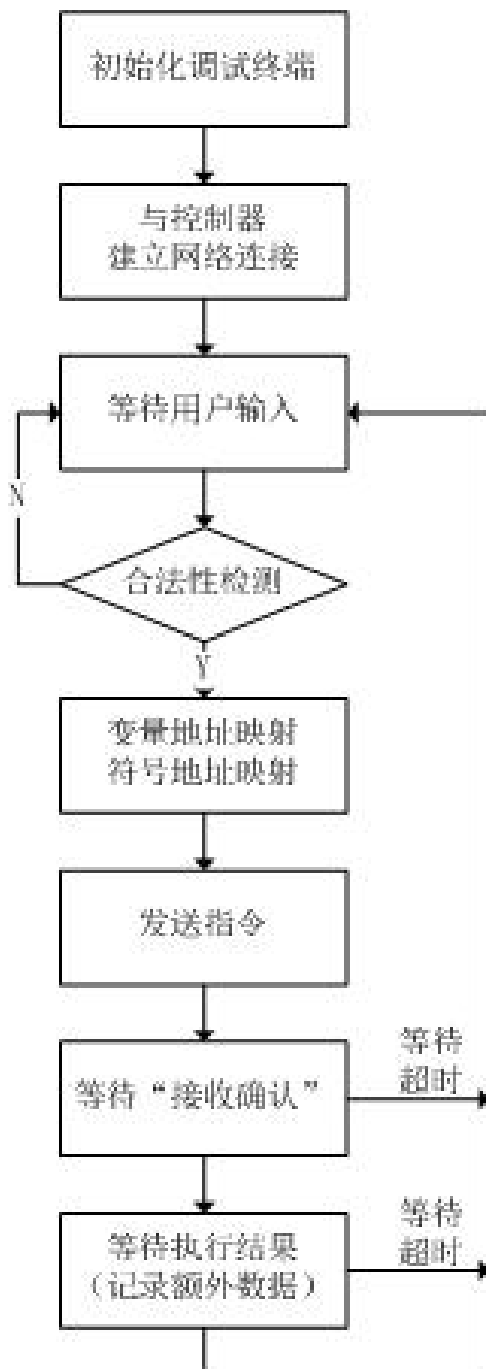 初始化调试终端
与控制器
建立网络连接
等待用户输入
N
合法性检测
Y
变量地址映射
符号地址映射
发送指令
等待“接收确认”
等待
超时
等待执行结果
（记录额外数据）
等待
超时